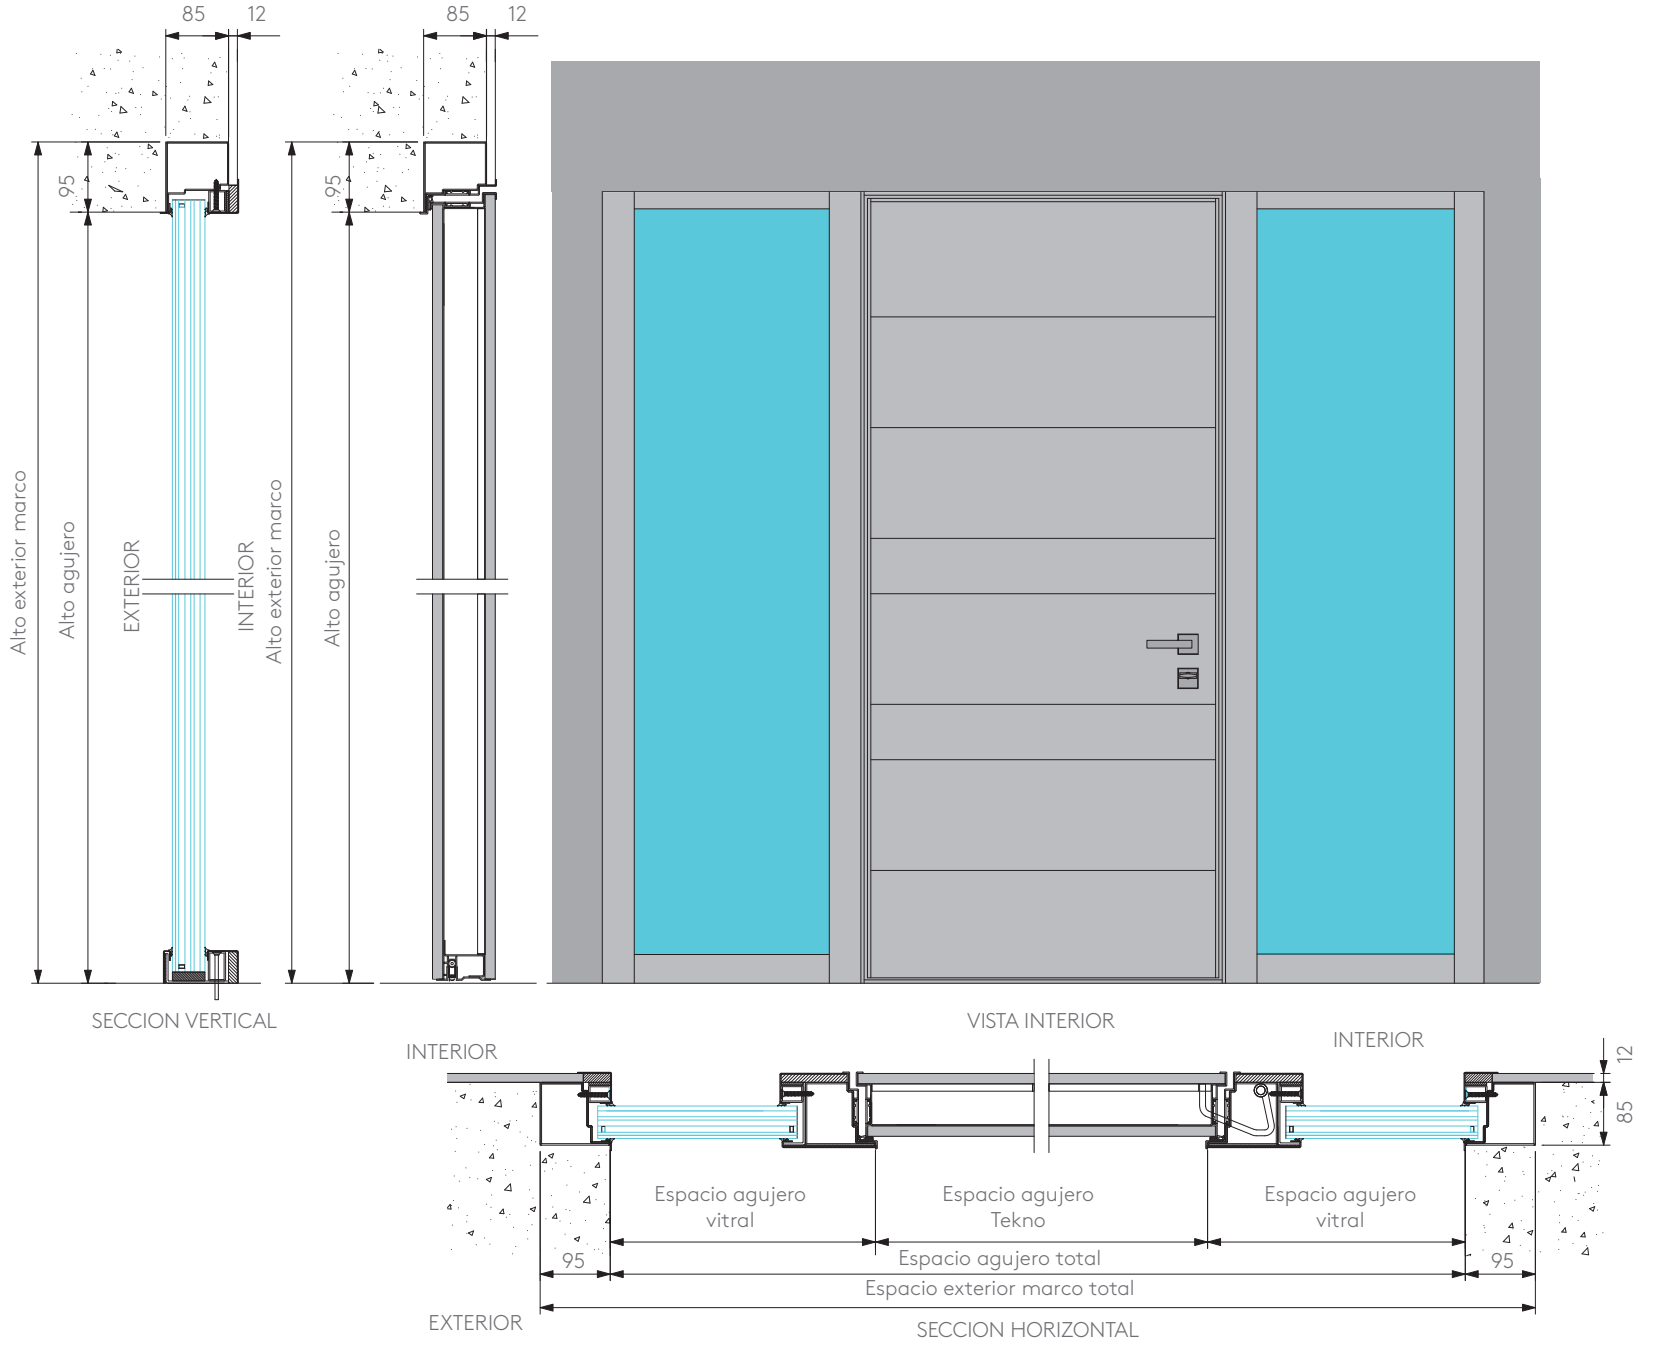 85
12
85
12
95
95
Alto exterior marco
Alto agujero
EXTERIOR
INTERIOR
Alto exterior marco
Alto agujero
SECCION VERTICAL
VISTA INTERIOR
INTERIOR
INTERIOR
12
85
Espacio agujero
vitral
Espacio agujero
Tekno
Espacio agujero
vitral
95
Espacio agujero total
95
Espacio exterior marco total
EXTERIOR
SECCION HORIZONTAL